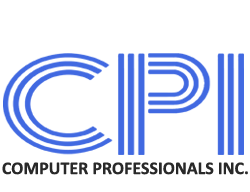 CPI
COMPUTER PROFESSIONALS INC.